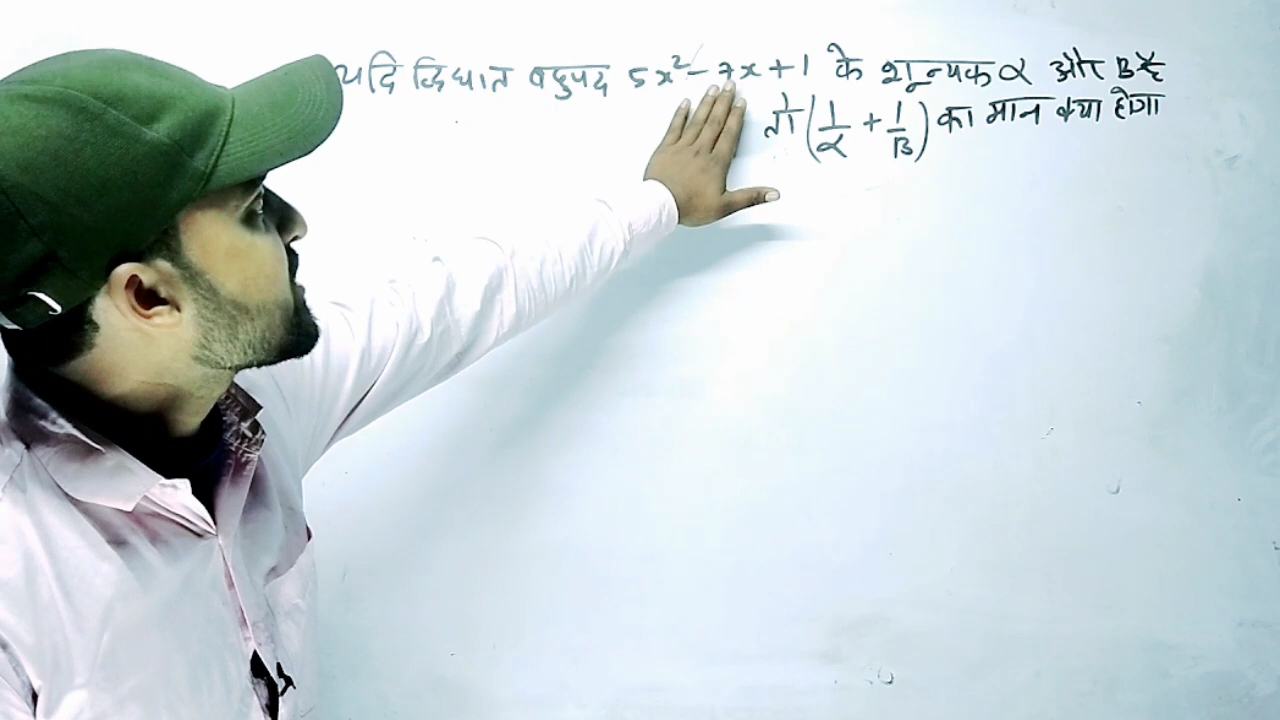 यदि द्विघात बहुपद 5x² - 7x + 1 के शून्यक α और β है
तो (1/α + 1/β) का मान क्या होगा